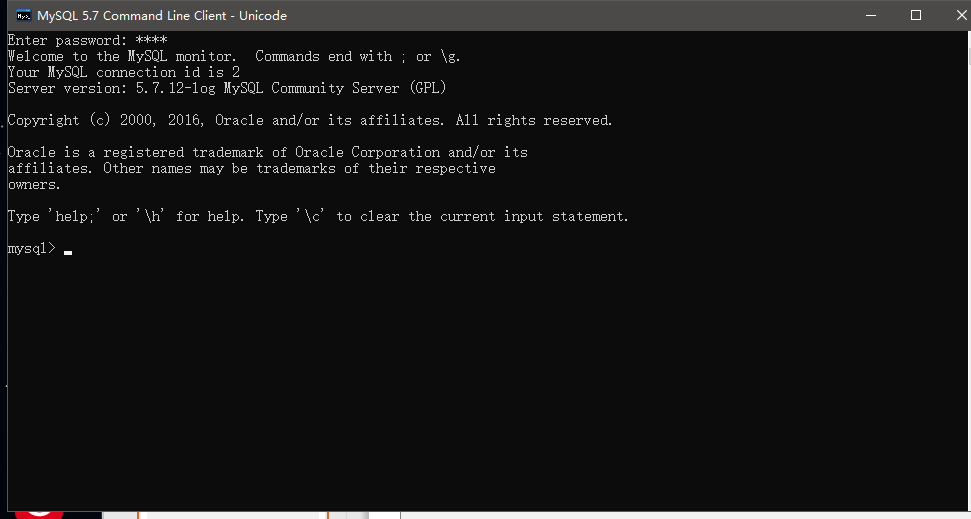 MySQL 5.7 Command Line Client - Unicode
Enter password: ****
Welcome to the MySQL monitor.  Commands end with ; or \g.
Your MySQL connection id is 2
Server version: 5.7.12-log MySQL Community Server (GPL)
Copyright (c) 2000, 2016, Oracle and/or its affiliates. All rights reserved.
Oracle is a registered trademark of Oracle Corporation and/or its
affiliates. Other names may be trademarks of their respective
owners.
Type 'help;' or '\h' for help. Type '\c' to clear the current input statement.
mysql>